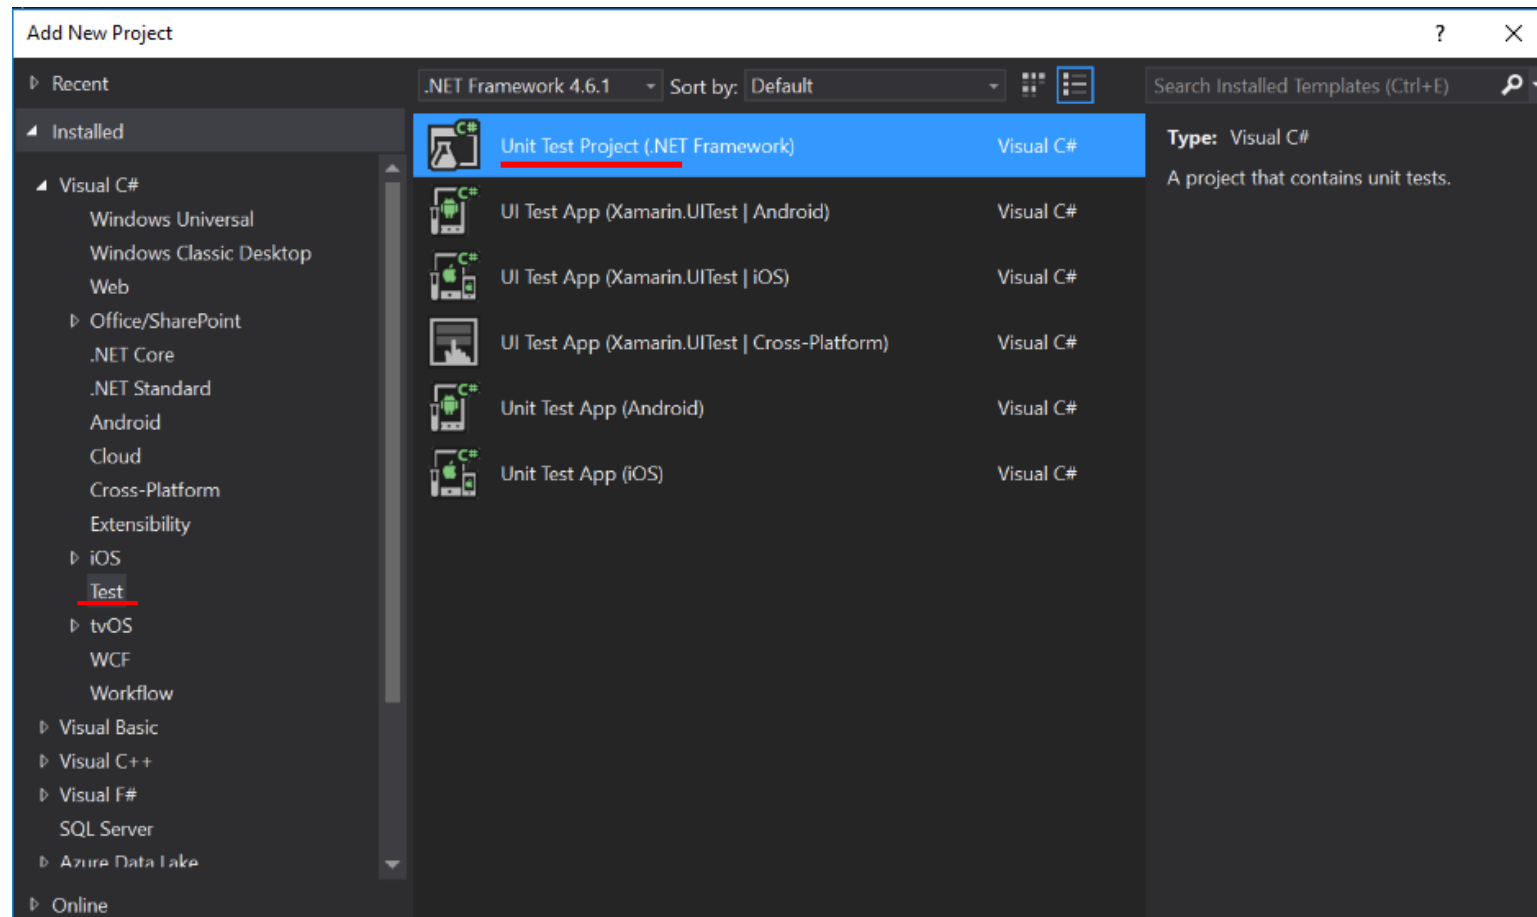 Add New Project
?
Recent
.NET Framework 4.6.1
Sort by:
Default
Search Installed Templates (Ctrl+E)
Installed
Visual C#
Windows Universal
Windows Classic Desktop
Web
Office/SharePoint
.NET Core
.NET Standard
Android
Cloud
Cross-Platform
Extensibility
iOS
Test
tvOS
WCF
Workflow
Visual Basic
Visual C++
Visual F#
SQL Server
Azure Data Lake
Online
C# Unit Test Project (.NET Framework) Visual C#
C# UI Test App (Xamarin.UITest | Android) Visual C#
C# UI Test App (Xamarin.UITest | iOS) Visual C#
UI Test App (Xamarin.UITest | Cross-Platform) Visual C#
C# Unit Test App (Android) Visual C#
C# Unit Test App (iOS) Visual C#
Type: Visual C#
A project that contains unit tests.